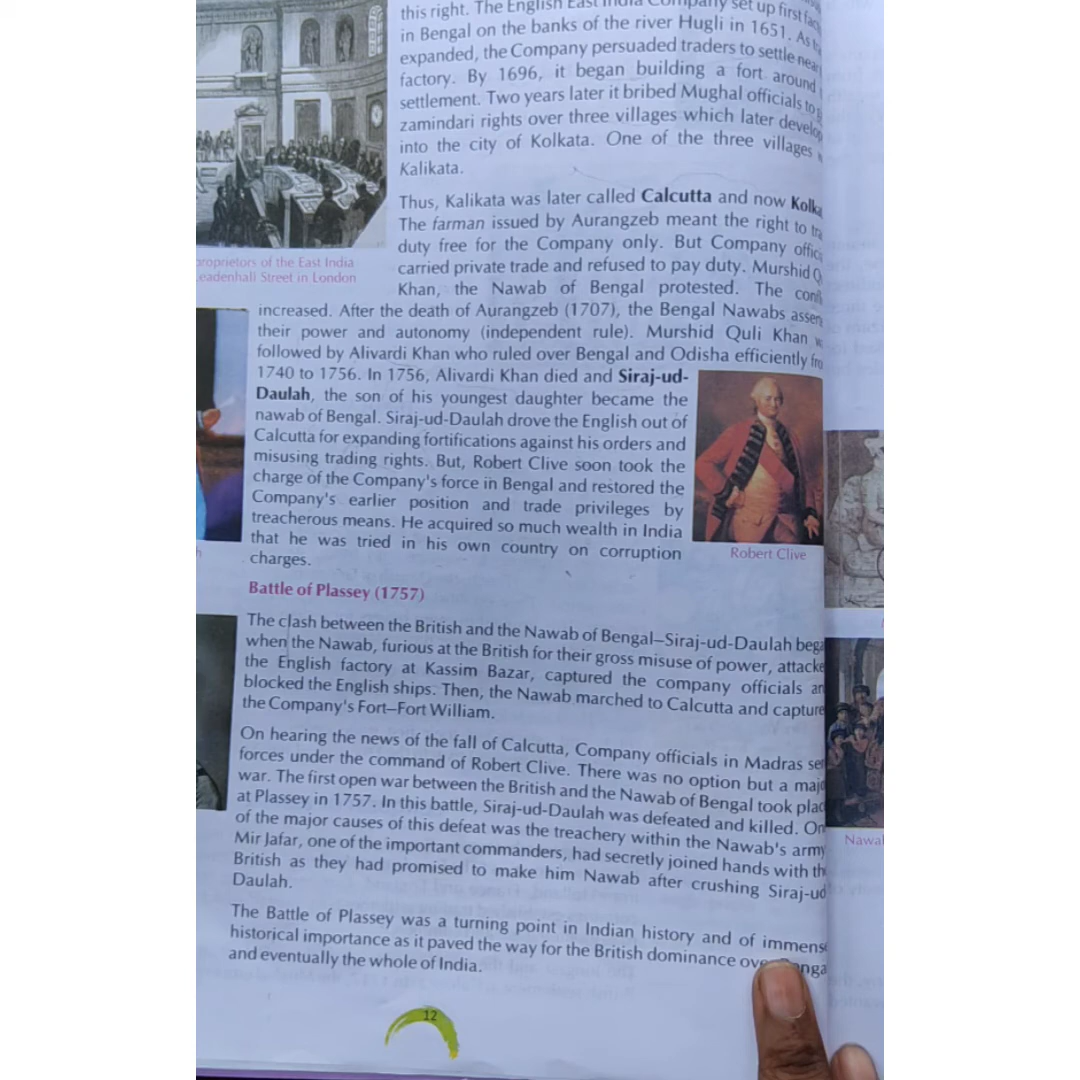 this right. The English East India Company set up first
in Bengal on the banks of the river Hugli in 1651. As
expanded, the Company persuaded traders to settle near
factory. By 1696, it began building a fort around
settlement. Two years later it bribed Mughal officials to
zamindari rights over three villages which later develop
into the city of Kolkata. One of the three villages
Kalikata.
Thus, Kalikata was later called Calcutta and now Kolka
The farman issued by Aurangzeb meant the right to tra
duty free for the Company only. But Company offici
carried private trade and refused to pay duty. Murshid Q
Khan, the Nawab of Bengal protested. The confl
proprietors of the East India
Leadenhall Street in London
increased. After the death of Aurangzeb (1707), the Bengal Nawabs asser
their power and autonomy (independent rule). Murshid Quli Khan w
followed by Alivardi Khan who ruled over Bengal and Odisha efficiently fro
1740 to 1756. In 1756, Alivardi Khan died and Siraj-ud-
Daulah, the son of his youngest daughter became the
nawab of Bengal. Siraj-ud-Daulah drove the English out of
Calcutta for expanding fortifications against his orders and
misusing trading rights. But, Robert Clive soon took the
charge of the Company's force in Bengal and restored the
Company's earlier position and trade privileges by
treacherous means. He acquired so much wealth in India
that he was tried in his own country on corruption
charges.
Robert Clive
Battle of Plassey (1757)
The clash between the British and the Nawab of Bengal–Siraj-ud-Daulah bega
when the Nawab, furious at the British for their gross misuse of power, attacke
the English factory at Kassim Bazar, captured the company officials an
blocked the English ships. Then, the Nawab marched to Calcutta and capture
the Company's Fort–Fort William.
On hearing the news of the fall of Calcutta, Company officials in Madras sen
forces under the command of Robert Clive. There was no option but a majo
war. The first open war between the British and the Nawab of Bengal took plac
at Plassey in 1757. In this battle, Siraj-ud-Daulah was defeated and killed. On
of the major causes of this defeat was the treachery within the Nawab's army
Mir Jafar, one of the important commanders, had secretly joined hands with th
British as they had promised to make him Nawab after crushing Siraj-ud
Daulah.
The Battle of Plassey was a turning point in Indian history and of immens
historical importance as it paved the way for the British dominance over Benga
and eventually the whole of India.
12
Nawa